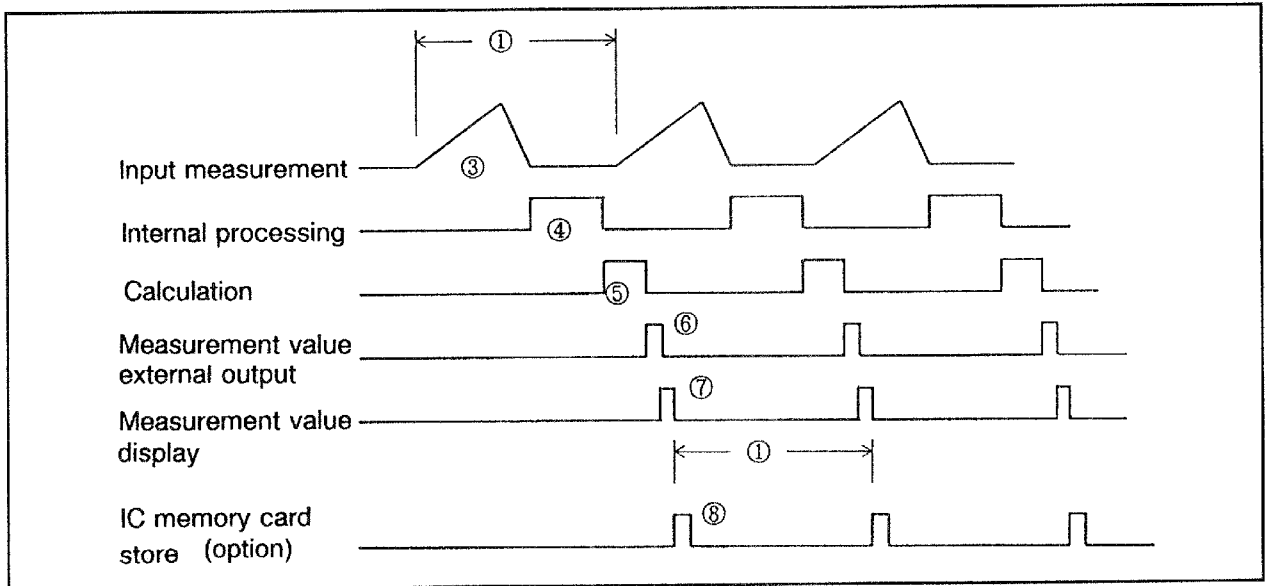 ①
Input measurement
③
Internal processing
④
Calculation
⑤
Measurement value
external output
⑥
Measurement value
display
⑦
①
IC memory card
store (option)
⑧